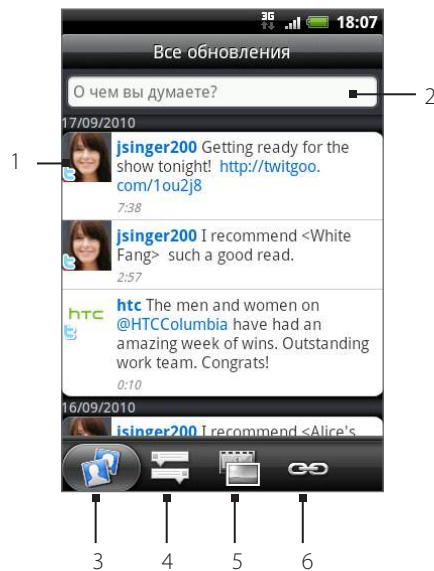 3G 18:07
Все обновления
О чем вы думаете?
2
17/09/2010
1
jsinger200 Getting ready for the
show tonight! http://twitgoo.
com/1ou2j8
7:38
jsinger200 I recommend <White
Fang> such a good read.
2:57
hTC
htc The men and women on
@HTCColumbia have had an
amazing week of wins. Outstanding
work team. Congrats!
0:10
16/09/2010
jsinger200 I recommend <Alice's
3 4 5 6